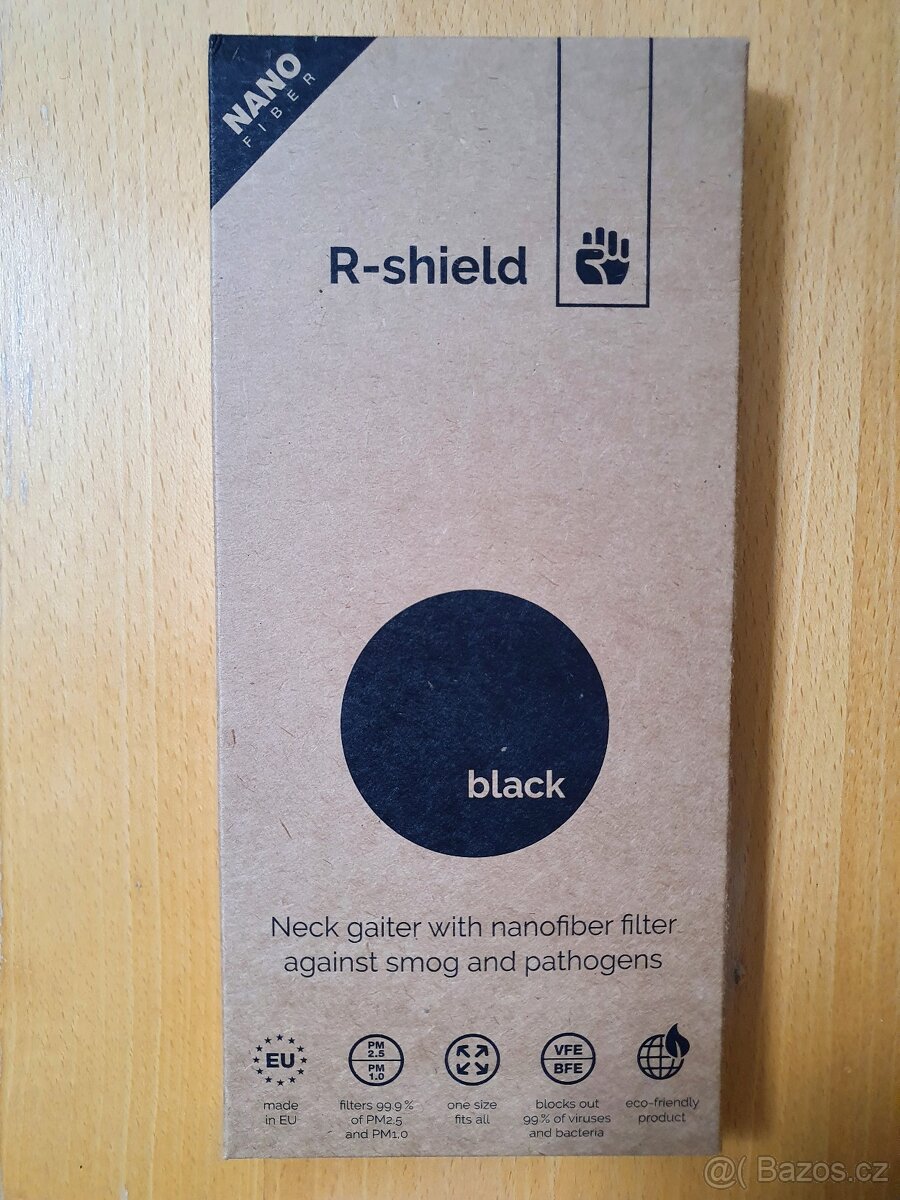 NANO
FIBER
R-shield
black
Neck gaiter with nanofiber filter
against smog and pathogens
EU
made
in EU
PM
2.5
PM
1.0
filters 99.9 %
of PM2.5
and PM1.0
one size
fits all
VFE
BFE
blocks out
99 % of viruses
and bacteria
eco-friendly
product
@( Bazos.cz